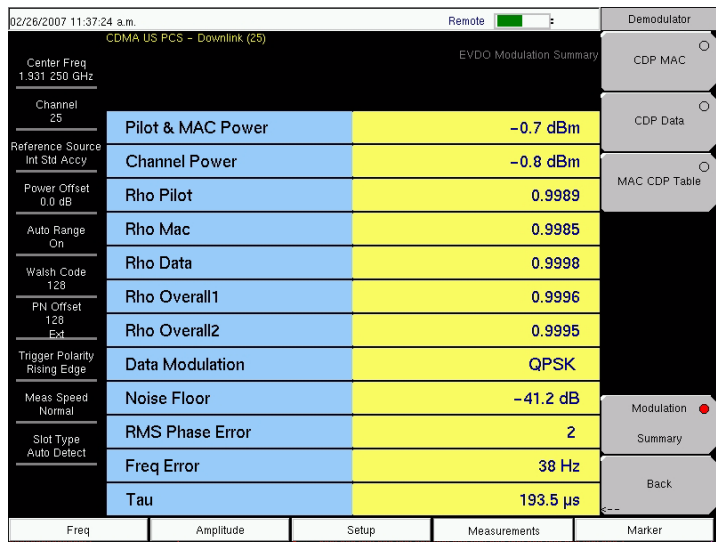 02/26/2007 11:37:24 a.m.
Remote
Demodulator
CDMA US PCS - Downlink (25)
EVDO Modulation Summary
Center Freq
1.931 250 GHz
Channel
25
Reference Source
Int Std Accy
Power Offset
0.0 dB
Auto Range
On
Walsh Code
128
PN Offset
128
Ext
Trigger Polarity
Rising Edge
Meas Speed
Normal
Slot Type
Auto Detect
Pilot & MAC Power -0.7 dBm
Channel Power -0.8 dBm
Rho Pilot 0.9989
Rho Mac 0.9985
Rho Data 0.9998
Rho Overall1 0.9996
Rho Overall2 0.9995
Data Modulation QPSK
Noise Floor -41.2 dB
RMS Phase Error 2
Freq Error 38 Hz
Tau 193.5 µs
CDP MAC
CDP Data
MAC CDP Table
Modulation
Summary
Back
<--
Freq Amplitude Setup Measurements Marker